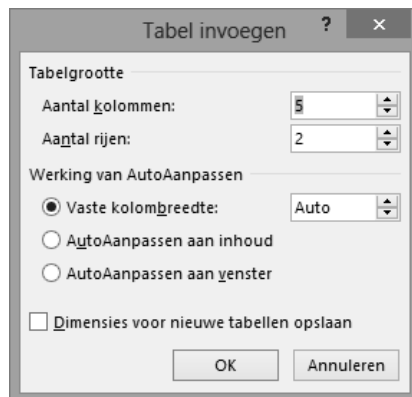 Tabel invoegen ? ×
Tabelgrootte
Aantal kolommen: 5
Aantal rijen: 2
Werking van AutoAanpassen
Vaste kolombreedte: Auto
AutoAanpassen aan inhoud
AutoAanpassen aan venster
Dimensies voor nieuwe tabellen opslaan
OK Annuleren